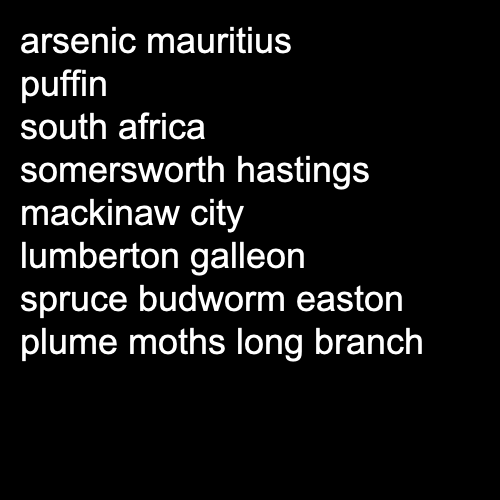 arsenic mauritius
puffin
south africa
somersworth hastings
mackinaw city
lumberton galleon
spruce budworm easton
plume moths long branch